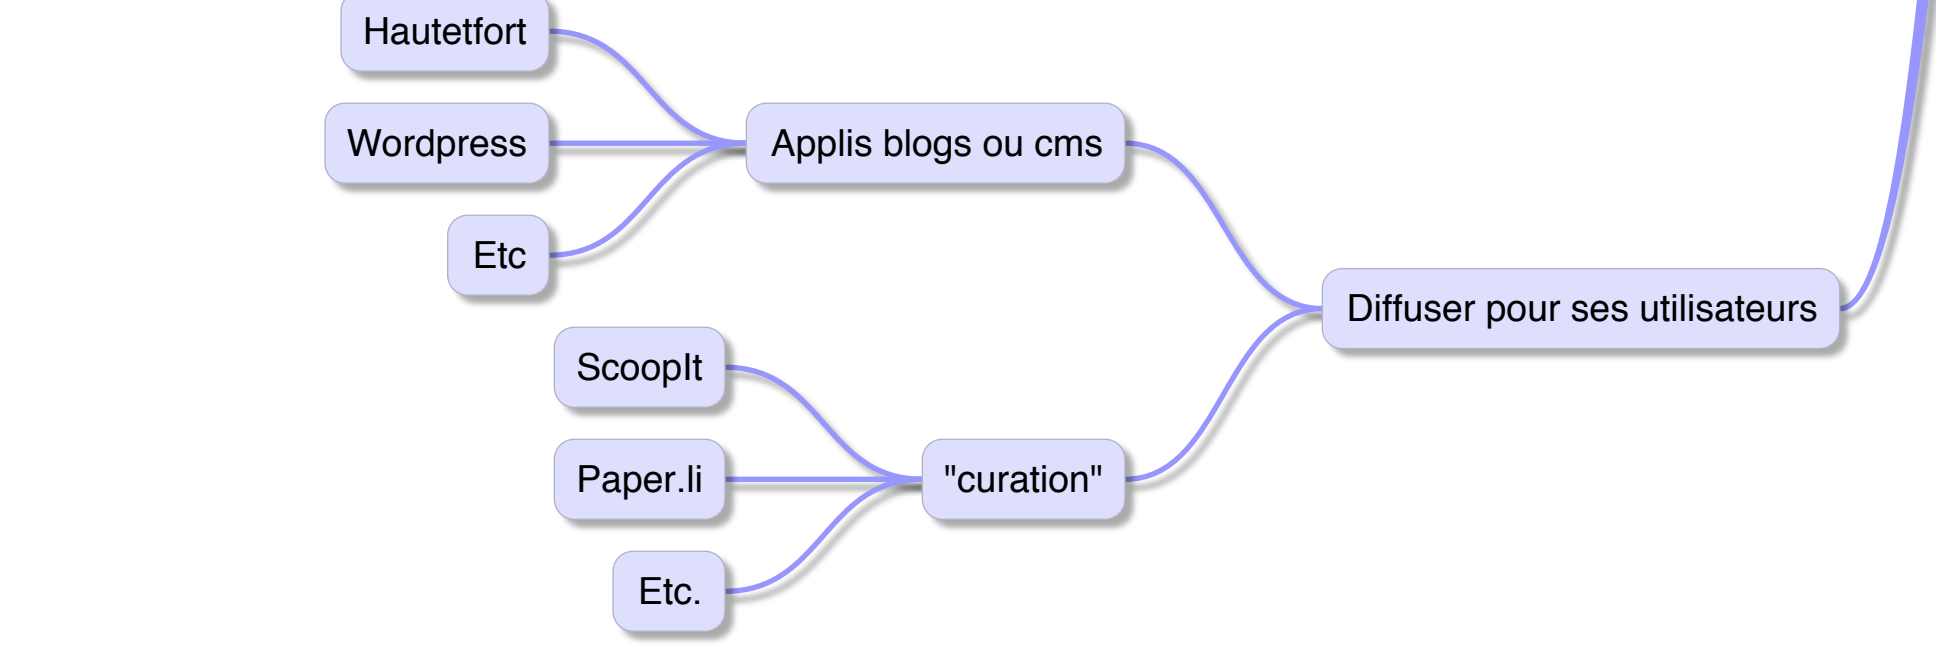 Hautetfort
Wordpress
Applis blogs ou cms
Etc
Diffuser pour ses utilisateurs
ScoopIt
Paper.li
"curation"
Etc.